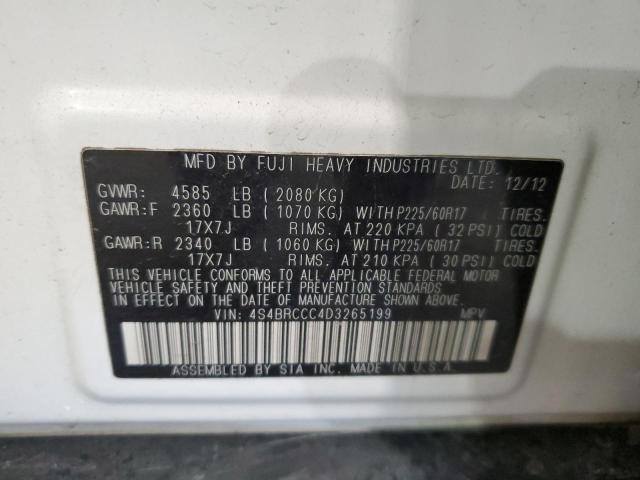 MFD BY FUJI HEAVY INDUSTRIES LTD.
DATE: 12/12
GVWR: 4585 LB ( 2080 KG)
GAWR:F 2360 LB ( 1070 KG) WITH P225/60R17 TIRES.
17X7J RIMS. AT 220 KPA ( 32 PSI) COLD
GAWR:R 2340 LB ( 1060 KG) WITH P225/60R17 TIRES.
17X7J RIMS. AT 210 KPA ( 30 PSI) COLD
THIS VEHICLE CONFORMS TO ALL APPLICABLE FEDERAL MOTOR
VEHICLE SAFETY AND THEFT PREVENTION STANDARDS
IN EFFECT ON THE DATE OF MANUFACTURE SHOWN ABOVE.
VIN: 4S4BRCCC4D3265199 MPV
ASSEMBLED BY SIA INC. MADE IN U.S.A.